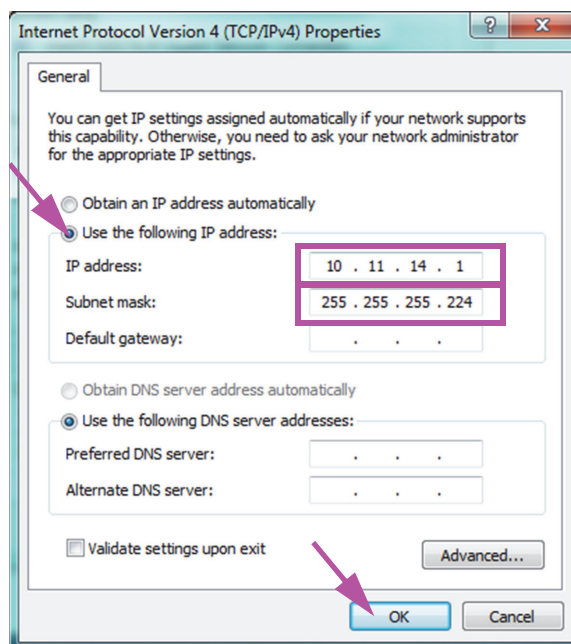 Internet Protocol Version 4 (TCP/IPv4) Properties
?
X
General
You can get IP settings assigned automatically if your network supports
this capability. Otherwise, you need to ask your network administrator
for the appropriate IP settings.
Obtain an IP address automatically
Use the following IP address:
IP address: 10 . 11 . 14 . 1
Subnet mask: 255 . 255 . 255 . 224
Default gateway: . . .
Obtain DNS server address automatically
Use the following DNS server addresses:
Preferred DNS server: . . .
Alternate DNS server: . . .
Validate settings upon exit
Advanced...
OK Cancel